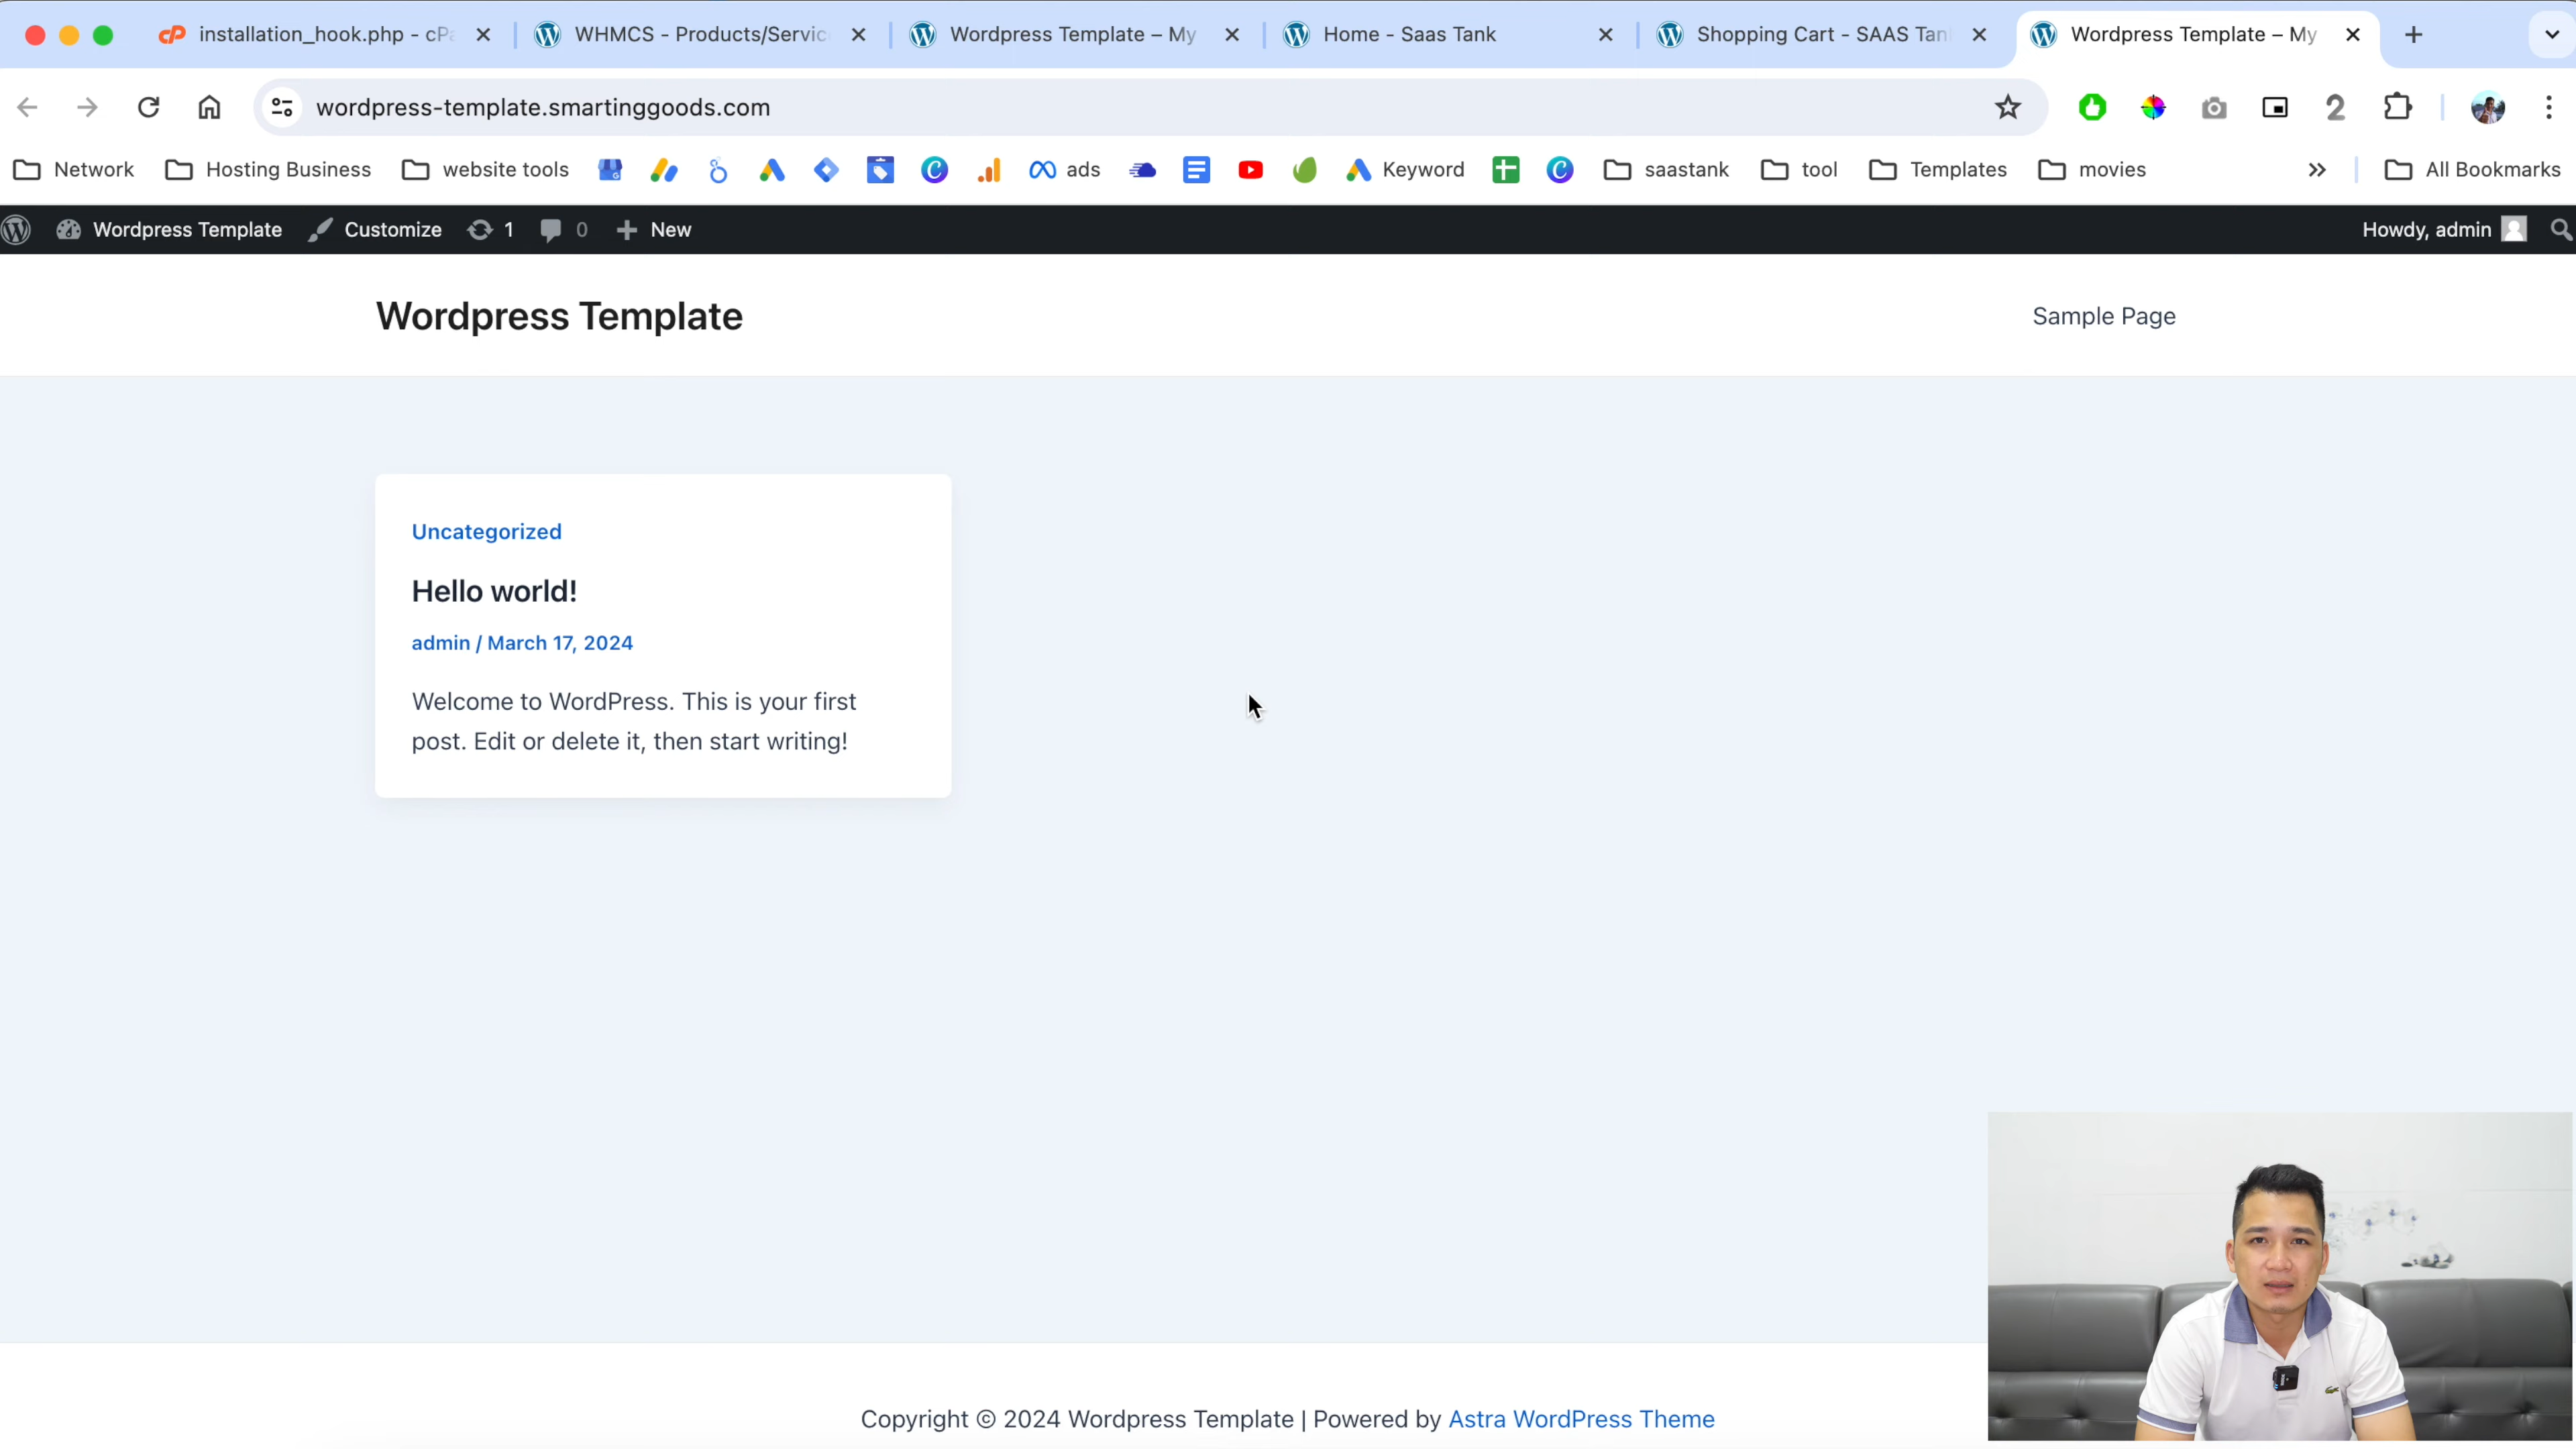 installation_hook.php - cPa
WHMCS - Products/Servic
Wordpress Template – My
Home - Saas Tank
Shopping Cart - SAAS Tan
Wordpress Template – My
wordpress-template.smartinggoods.com
Network
Hosting Business
website tools
ads
Keyword
saastank
tool
Templates
movies
All Bookmarks
Wordpress Template
Customize
1
0
New
Howdy, admin
Wordpress Template
Sample Page
Uncategorized
Hello world!
admin / March 17, 2024
Welcome to WordPress. This is your first
post. Edit or delete it, then start writing!
Copyright © 2024 Wordpress Template | Powered by Astra WordPress Theme